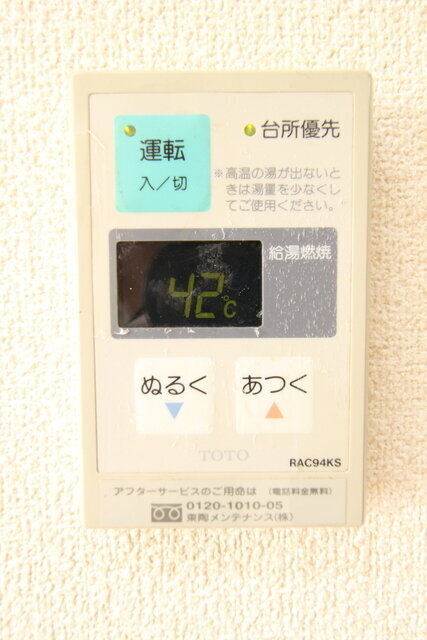 運転
入／切
台所優先
※高温の湯が出ないと
きは湯量を少なくし
てご使用ください。
給湯燃焼
42℃
ぬるく
あつく
▼
▲
TOTO
RAC94KS
アフターサービスのご用命は (電話料金無料)
0120-1010-05
東陶メンテナンス(株)